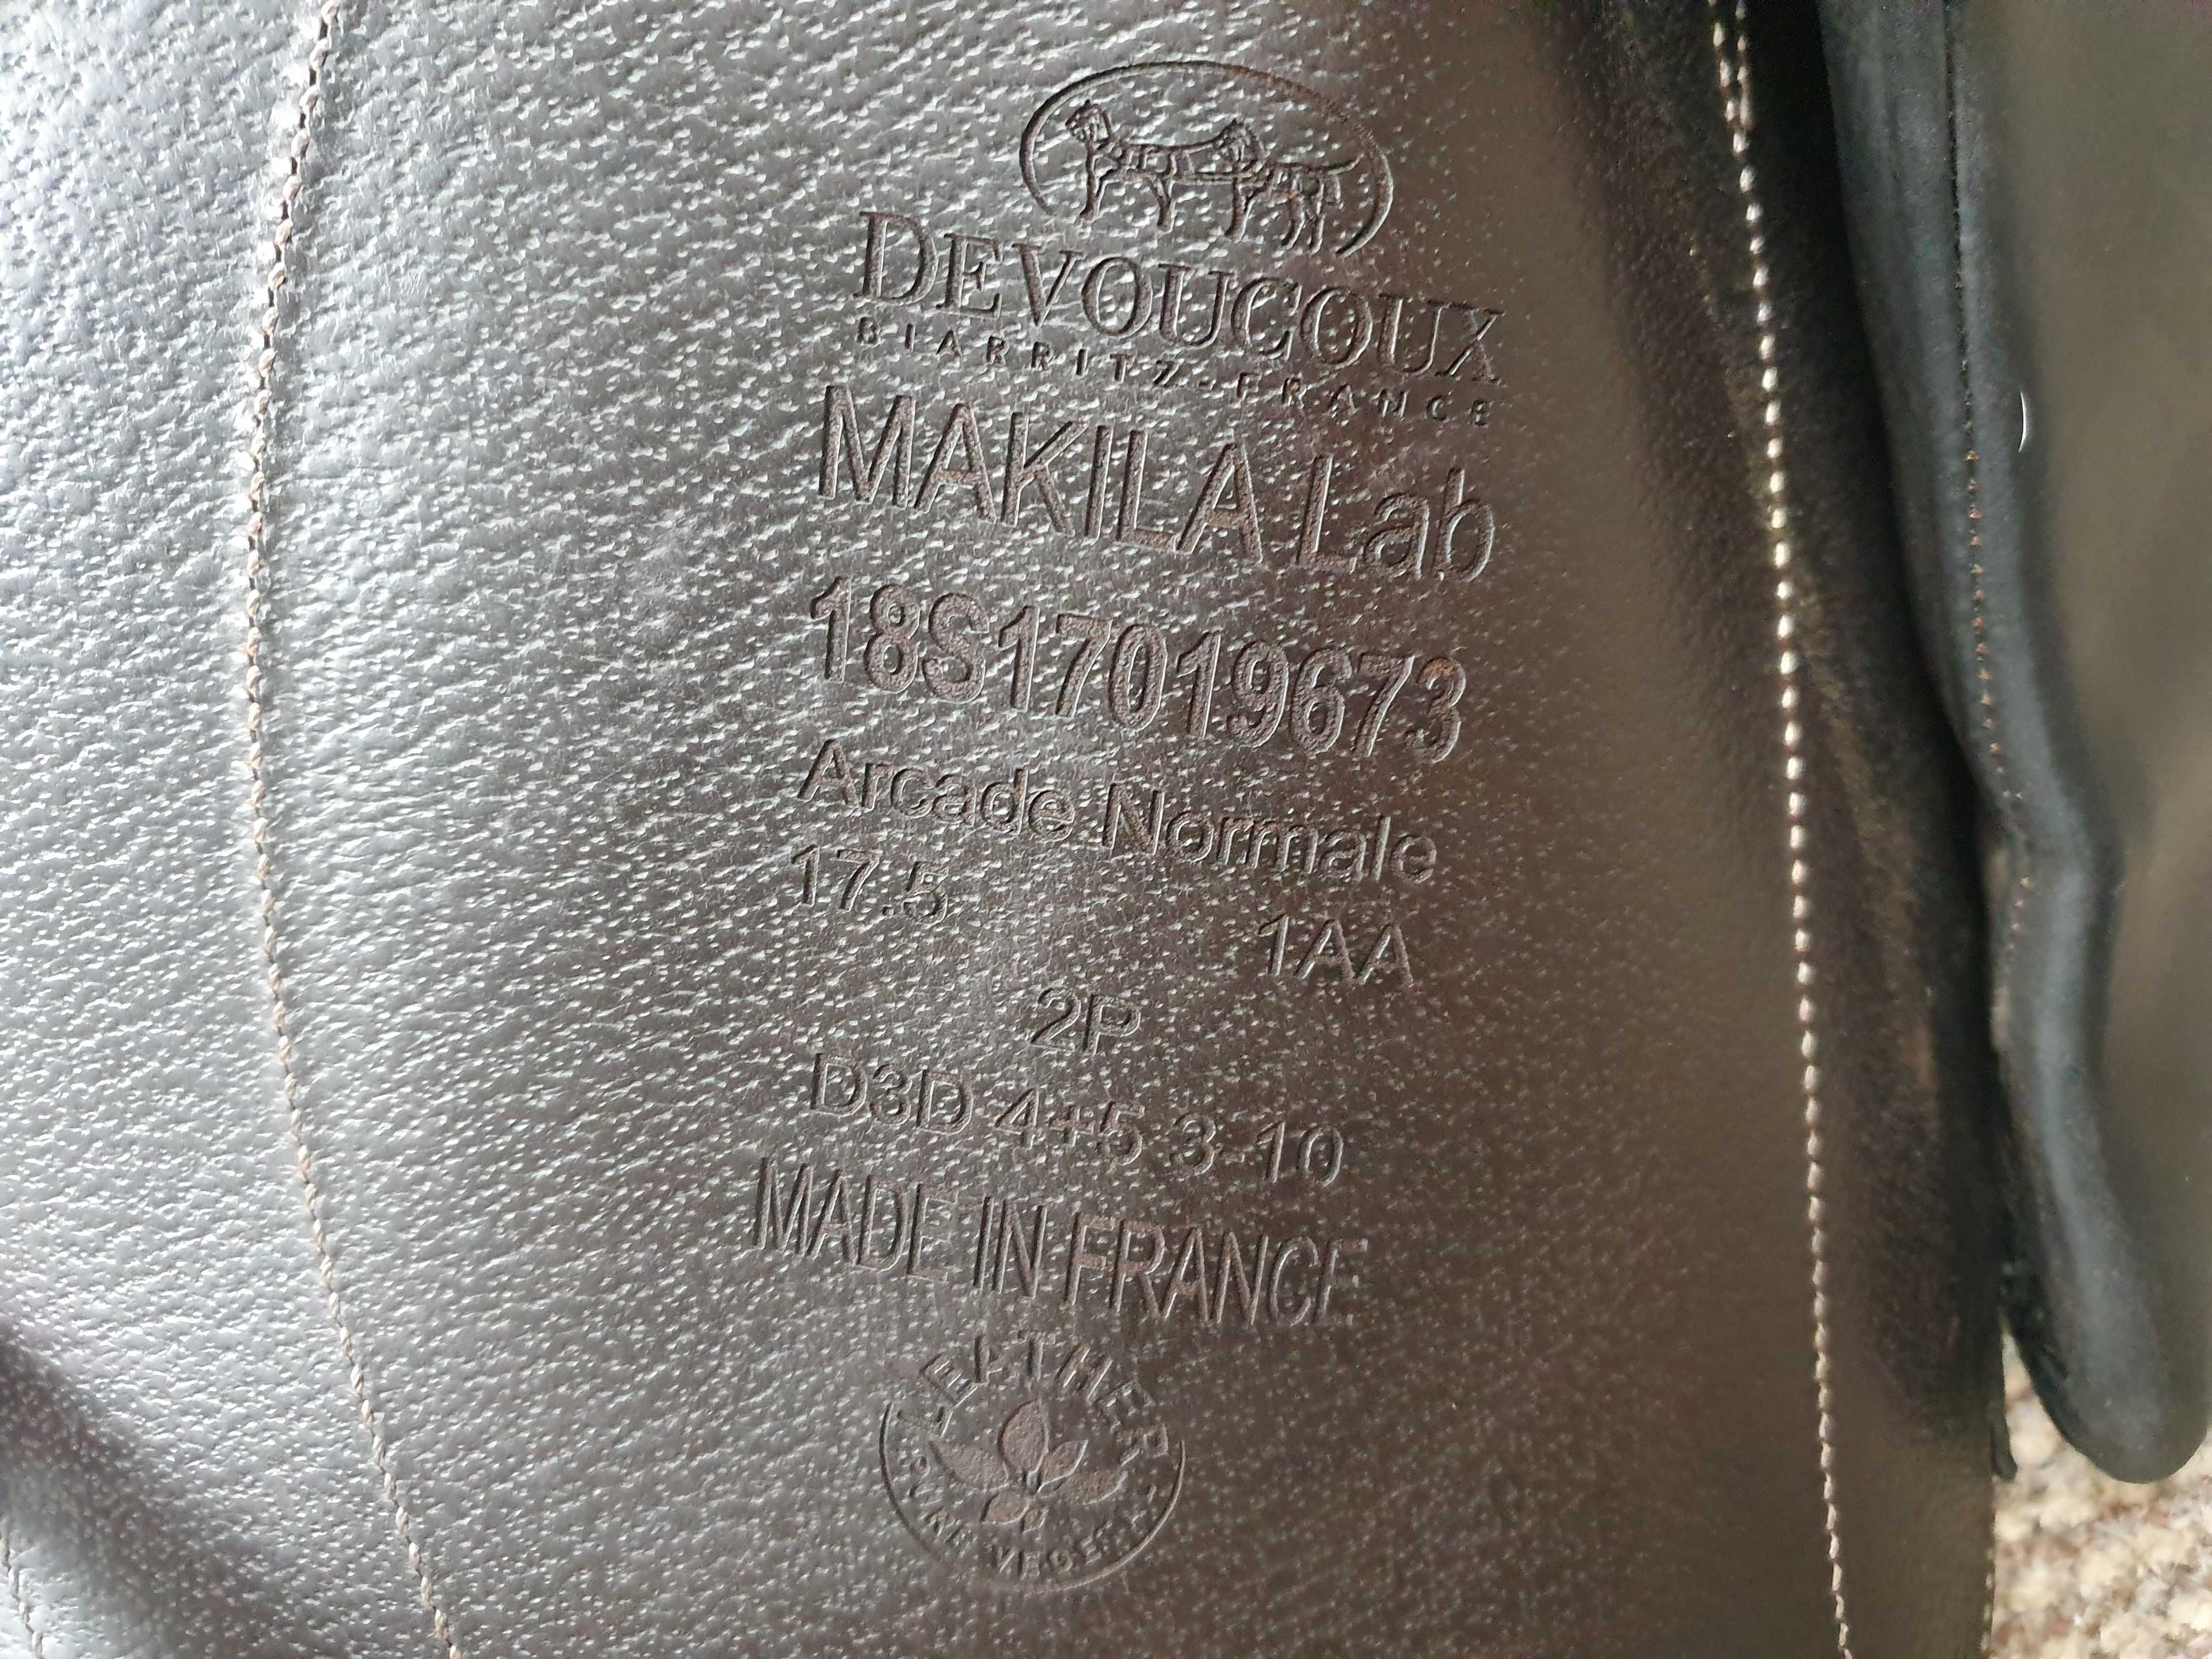 DEVOUCOUX
BIARRITZ-FRANCE
MAKILA Lab
18S17019673
Arcade Normale
17.5 1AA
2P
D3D 4+5 3-10
MADE IN FRANCE
LEATHER